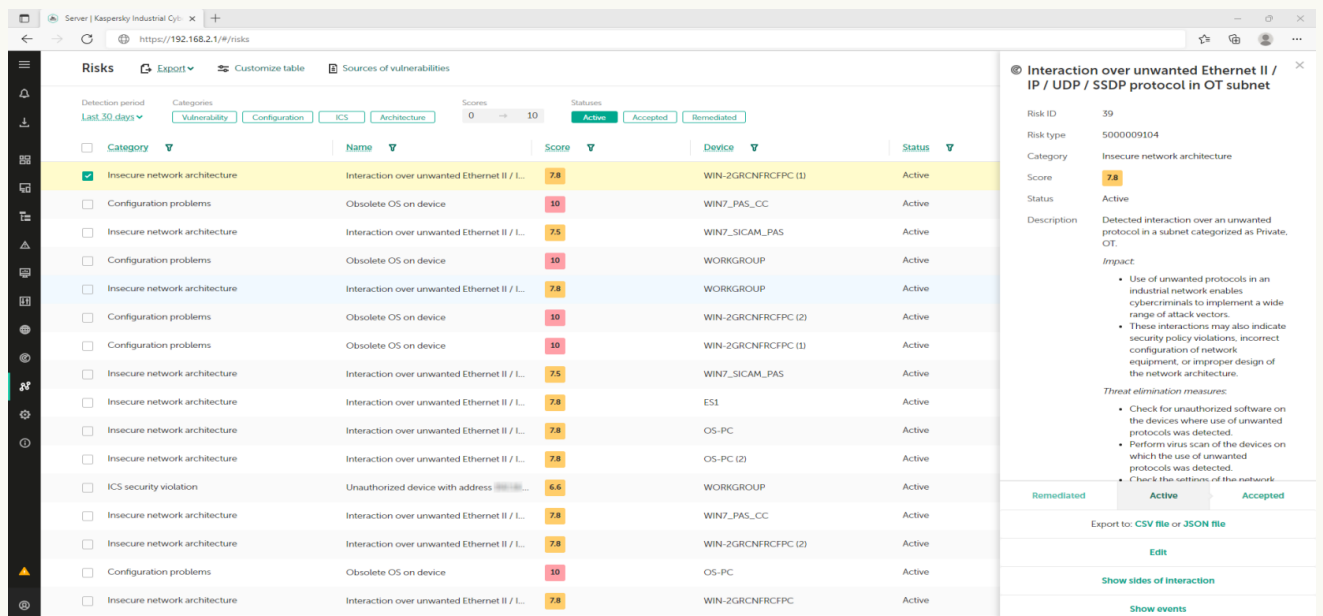 Server | Kaspersky Industrial Cyb
https://192.168.2.1/#/risks
Risks
Export
Customize table
Sources of vulnerabilities
Detection period
Categories
Scores
Statuses
Last 30 days
Vulnerability
Configuration
ICS
Architecture
0 → 10
Active
Accepted
Remediated
Category Name Score Device Status
Insecure network architecture Interaction over unwanted Ethernet II / I... 7.8 WIN-2GRCNFRCFPC (1) Active
Configuration problems Obsolete OS on device 10 WIN7_PAS_CC Active
Insecure network architecture Interaction over unwanted Ethernet II / I... 7.5 WIN7_SICAM_PAS Active
Configuration problems Obsolete OS on device 10 WORKGROUP Active
Insecure network architecture Interaction over unwanted Ethernet II / I... 7.8 WORKGROUP Active
Configuration problems Obsolete OS on device 10 WIN-2GRCNFRCFPC (2) Active
Configuration problems Obsolete OS on device 10 WIN-2GRCNFRCFPC (1) Active
Insecure network architecture Interaction over unwanted Ethernet II / I... 7.5 WIN7_SICAM_PAS Active
Insecure network architecture Interaction over unwanted Ethernet II / I... 7.8 ES1 Active
Insecure network architecture Interaction over unwanted Ethernet II / I... 7.8 OS-PC Active
Insecure network architecture Interaction over unwanted Ethernet II / I... 7.8 OS-PC (2) Active
ICS security violation Unauthorized device with address ... 6.6 WORKGROUP Active
Insecure network architecture Interaction over unwanted Ethernet II / I... 7.8 WIN7_PAS_CC Active
Insecure network architecture Interaction over unwanted Ethernet II / I... 7.8 WIN-2GRCNFRCFPC (2) Active
Configuration problems Obsolete OS on device 10 OS-PC Active
Insecure network architecture Interaction over unwanted Ethernet II / I... 7.8 WIN-2GRCNFRCFPC Active
Interaction over unwanted Ethernet II /
IP / UDP / SSDP protocol in OT subnet
Risk ID 39
Risk type 5000009104
Category Insecure network architecture
Score 7.8
Status Active
Description Detected interaction over an unwanted
protocol in a subnet categorized as Private,
OT.
Impact:
• Use of unwanted protocols in an
industrial network enables
cybercriminals to implement a wide
range of attack vectors.
• These interactions may also indicate
security policy violations, incorrect
configuration of network
equipment, or improper design of
the network architecture.
Threat elimination measures:
• Check for unauthorized software on
the devices where use of unwanted
protocols was detected.
• Perform virus scan of the devices on
which the use of unwanted
protocols was detected.
• Check the settings of the network
Remediated Active Accepted
Export to: CSV file or JSON file
Edit
Show sides of interaction
Show events